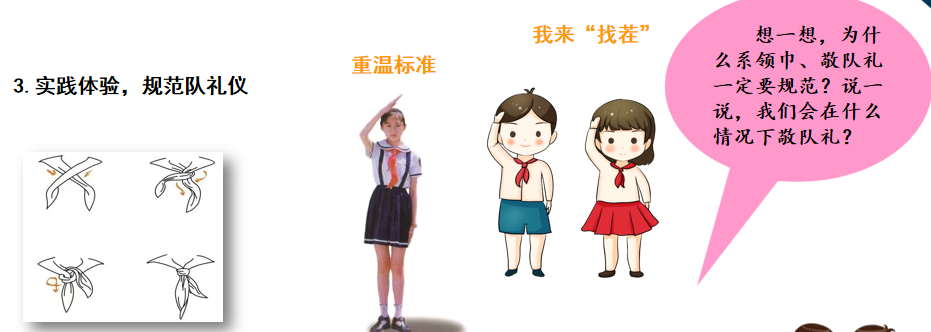 3. 实践体验，规范队礼仪
重温标准
我来“找茬”
想一想，为什
么系领巾、敬队礼
一定要规范？说一
说，我们会在什么
情况下敬队礼？